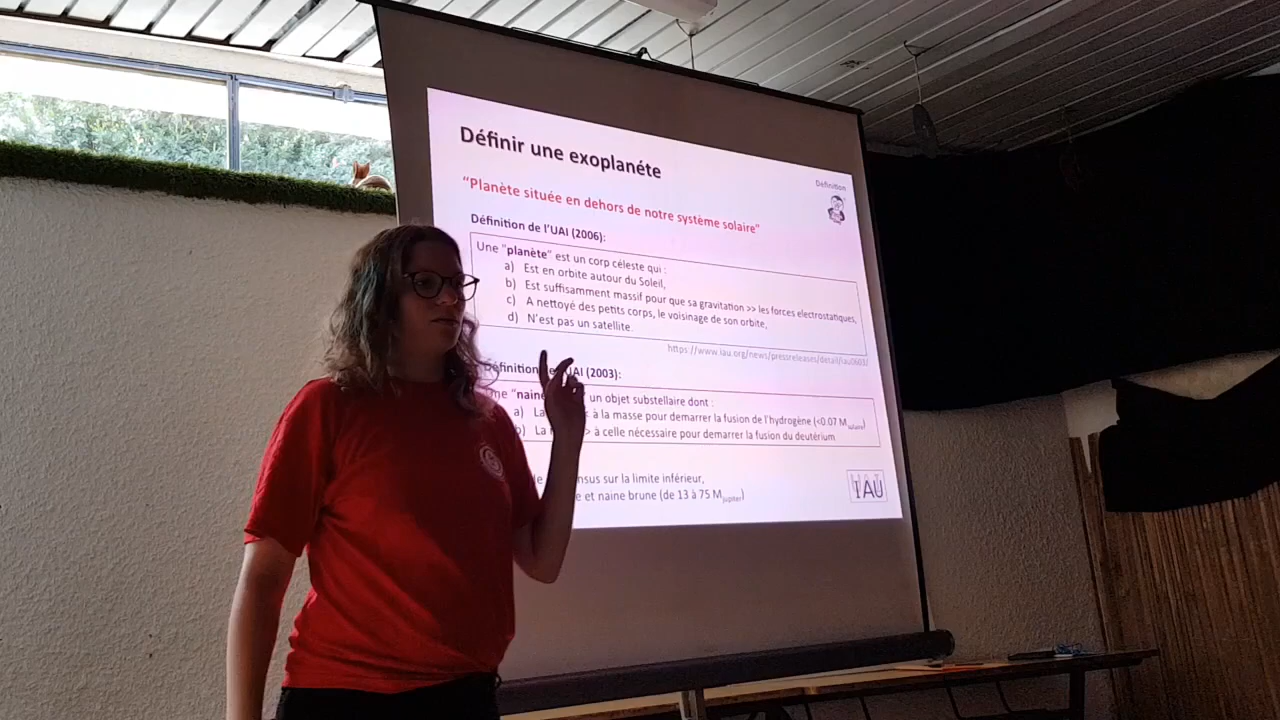 Définir une exoplanéte
Définition
"Planète située en dehors de notre système solaire"
Définition de l'UAI (2006):
Une "planète" est un corp céleste qui :
a) Est en orbite autour du Soleil,
b) Est suffisamment massif pour que sa gravitation >> les forces electrostatiques,
c) A nettoyé des petits corps, le voisinage de son orbite,
d) N'est pas un satellite.
https://www.iau.org/news/pressreleases/detail/iau0603/
Définition UAI (2003):
"naine un objet substellaire dont :
a) La à la masse pour demarrer la fusion de l'hydrogène (<0.07 Msolaire)
b) La > à celle nécessaire pour demarrer la fusion du deutérium
sur la limite inférieur,
et naine brune (de 13 à 75 Mjupiter)
IAU